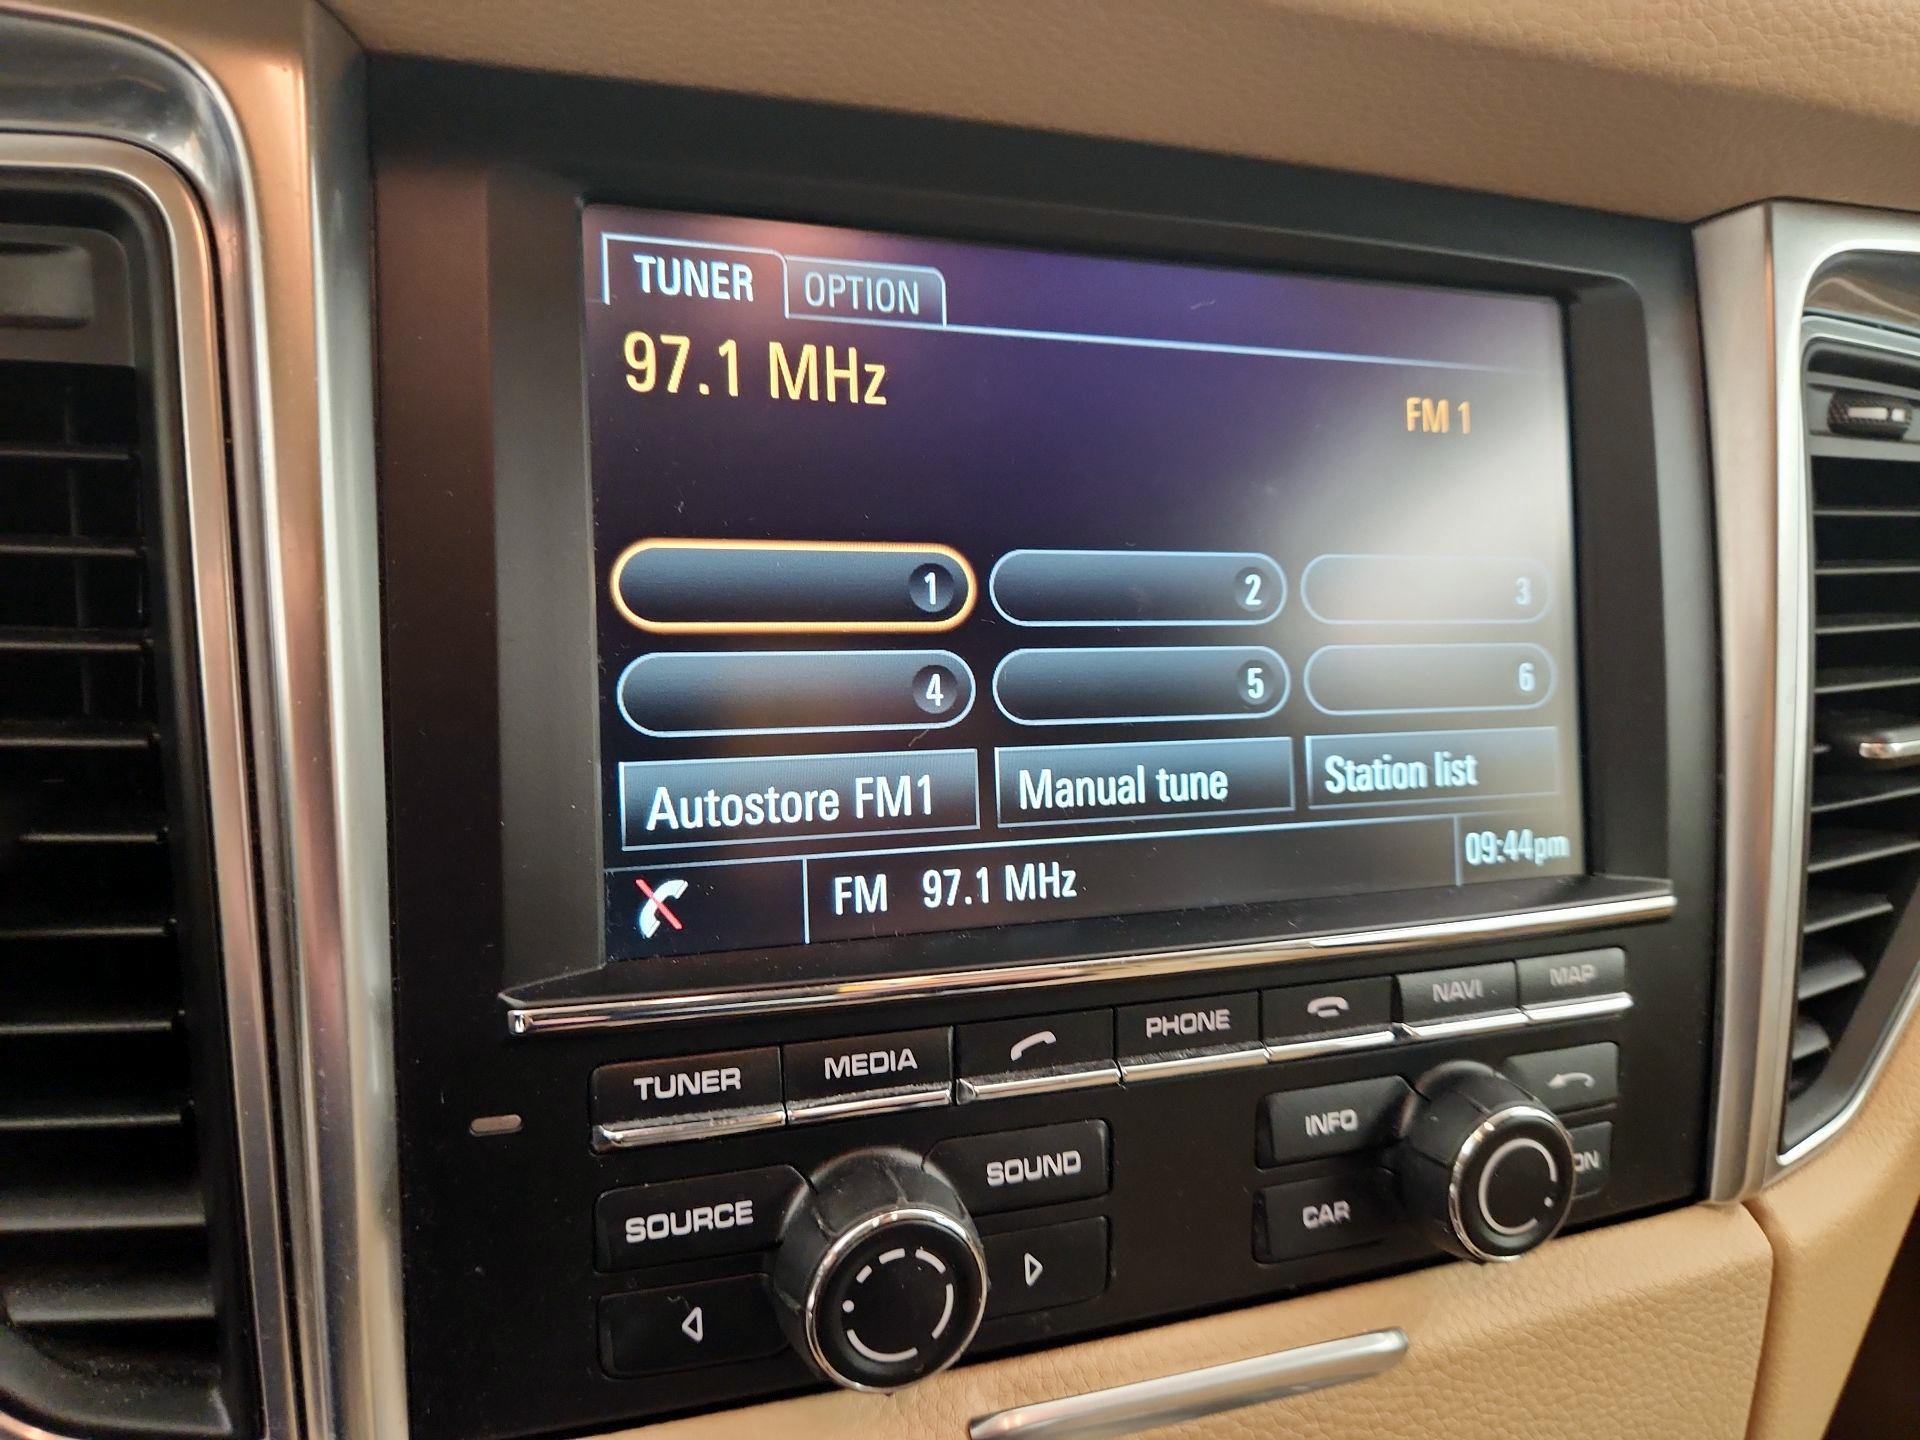 TUNER OPTION
97.1 MHz
FM 1
1 2 3
4 5 6
Autostore FM1 Manual tune Station list
FM 97.1 MHz 09:44pm
TUNER MEDIA PHONE NAVI MAP
SOURCE SOUND INFO
CAR